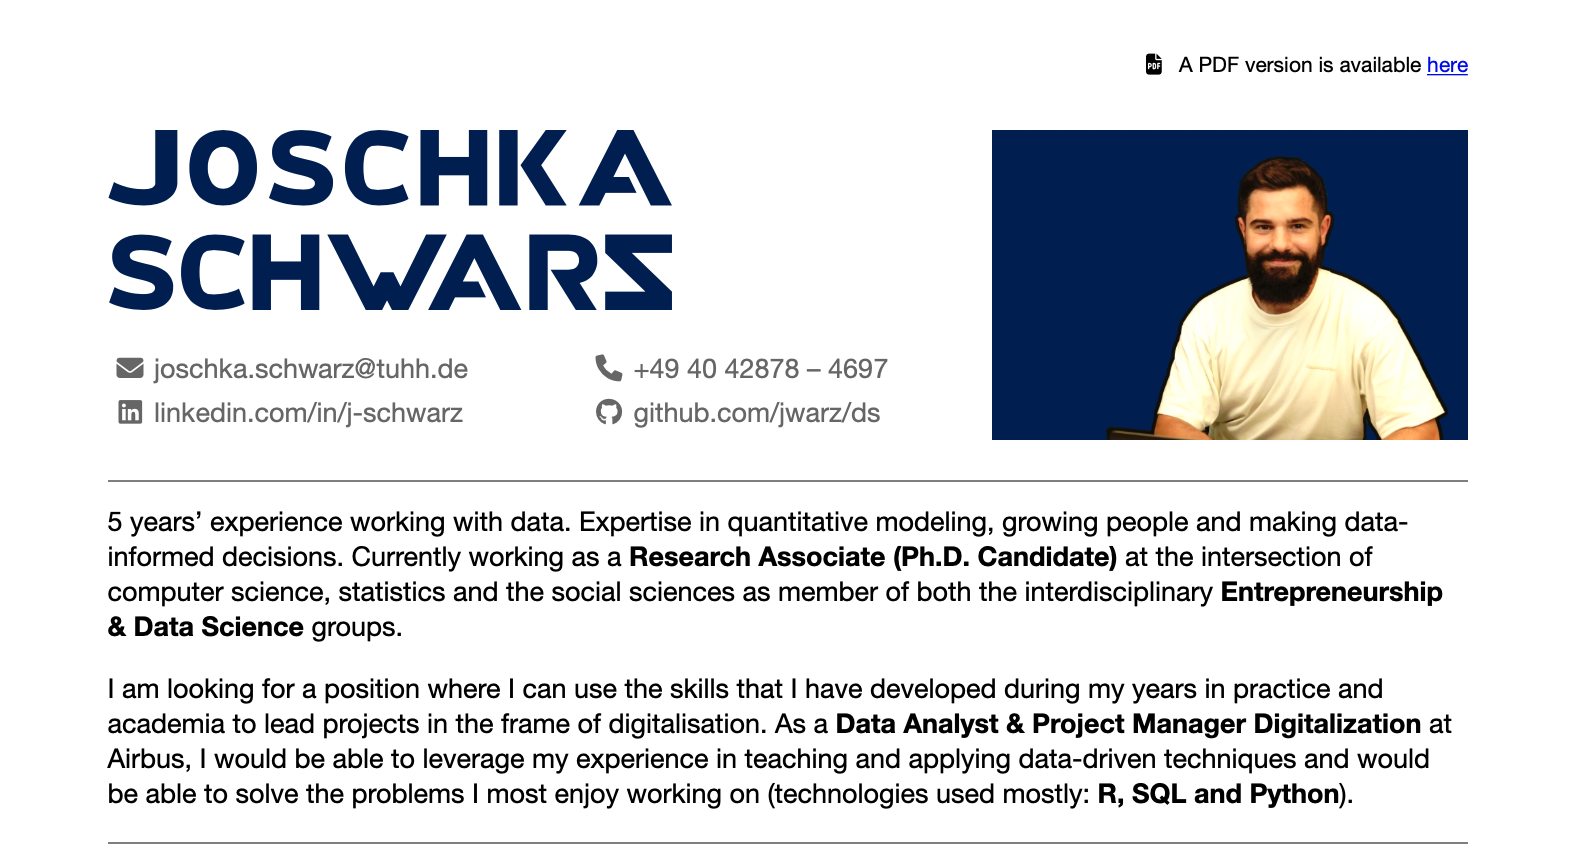 A PDF version is available here
JOSCHKA
SCHWARZ
joschka.schwarz@tuhh.de
+49 40 42878 – 4697
linkedin.com/in/j-schwarz
github.com/jwarz/ds
5 years’ experience working with data. Expertise in quantitative modeling, growing people and making data-
informed decisions. Currently working as a Research Associate (Ph.D. Candidate) at the intersection of
computer science, statistics and the social sciences as member of both the interdisciplinary Entrepreneurship
& Data Science groups.
I am looking for a position where I can use the skills that I have developed during my years in practice and
academia to lead projects in the frame of digitalisation. As a Data Analyst & Project Manager Digitalization at
Airbus, I would be able to leverage my experience in teaching and applying data-driven techniques and would
be able to solve the problems I most enjoy working on (technologies used mostly: R, SQL and Python).